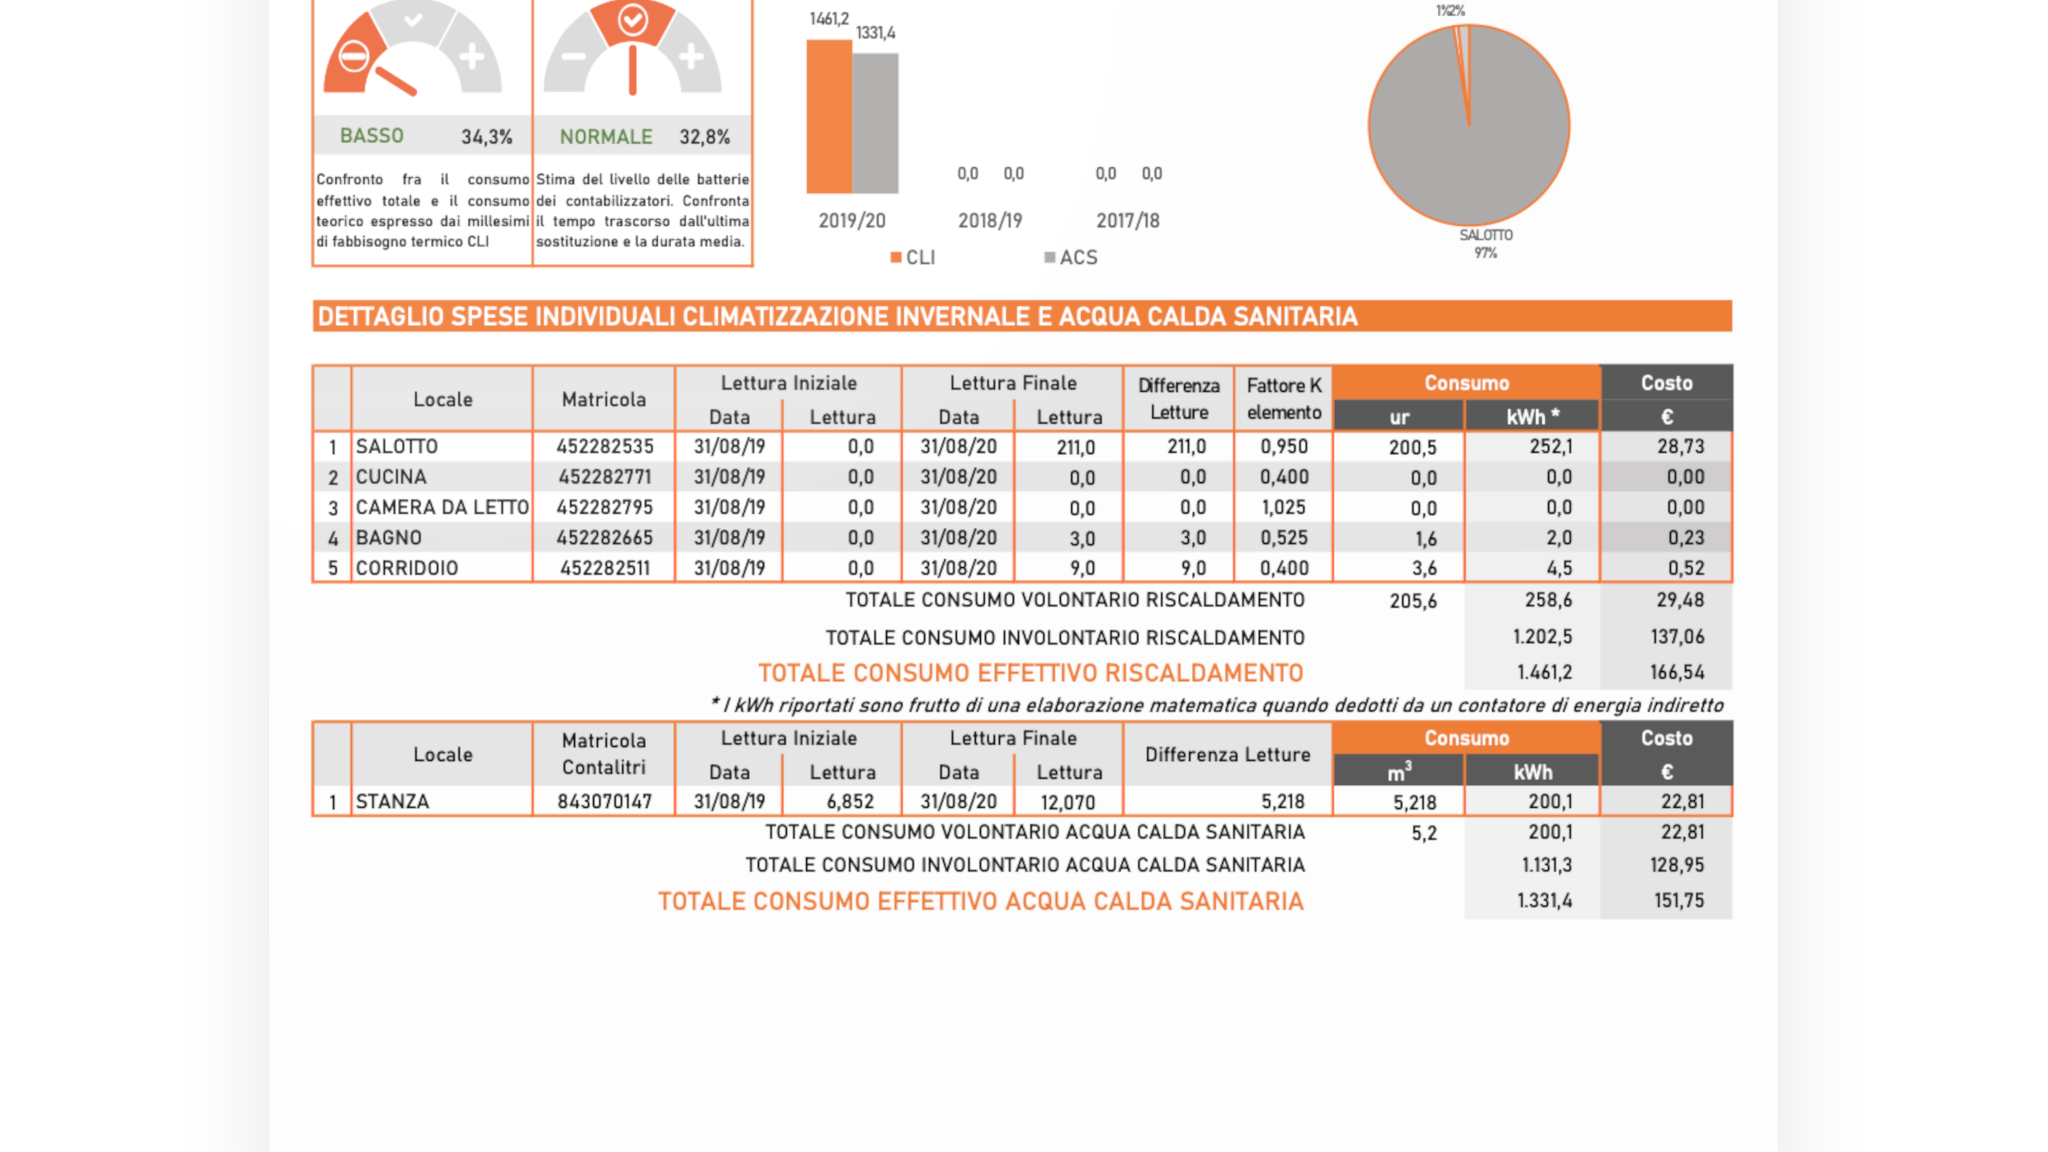 1461,2
1331,4
1%2%
BASSO 34,3% NORMALE 32,8%
Confronto fra il consumo
effettivo totale e il consumo
teorico espresso dai millesimi
di fabbisogno termico CLI
Stima del livello delle batterie
dei contabilizzatori. Confronta
il tempo trascorso dall'ultima
sostituzione e la durata media.
0,0 0,0 0,0 0,0
2019/20 2018/19 2017/18
CLI ACS
SALOTTO
97%
DETTAGLIO SPESE INDIVIDUALI CLIMATIZZAZIONE INVERNALE E ACQUA CALDA SANITARIA
Locale Matricola Lettura Iniziale Lettura Finale Differenza Letture Fattore K elemento Consumo Costo
Data Lettura Data Lettura ur kWh * €
1 SALOTTO 452282535 31/08/19 0,0 31/08/20 211,0 211,0 0,950 200,5 252,1 28,73
2 CUCINA 452282771 31/08/19 0,0 31/08/20 0,0 0,0 0,400 0,0 0,0 0,00
3 CAMERA DA LETTO 452282795 31/08/19 0,0 31/08/20 0,0 0,0 1,025 0,0 0,0 0,00
4 BAGNO 452282665 31/08/19 0,0 31/08/20 3,0 3,0 0,525 1,6 2,0 0,23
5 CORRIDOIO 452282511 31/08/19 0,0 31/08/20 9,0 9,0 0,400 3,6 4,5 0,52
TOTALE CONSUMO VOLONTARIO RISCALDAMENTO 205,6 258,6 29,48
TOTALE CONSUMO INVOLONTARIO RISCALDAMENTO 1.202,5 137,06
TOTALE CONSUMO EFFETTIVO RISCALDAMENTO 1.461,2 166,54
* I kWh riportati sono frutto di una elaborazione matematica quando dedotti da un contatore di energia indiretto
Locale Matricola Contalitri Lettura Iniziale Lettura Finale Differenza Letture Consumo Costo
Data Lettura Data Lettura m³ kWh €
1 STANZA 843070147 31/08/19 6,852 31/08/20 12,070 5,218 5,218 200,1 22,81
TOTALE CONSUMO VOLONTARIO ACQUA CALDA SANITARIA 5,2 200,1 22,81
TOTALE CONSUMO INVOLONTARIO ACQUA CALDA SANITARIA 1.131,3 128,95
TOTALE CONSUMO EFFETTIVO ACQUA CALDA SANITARIA 1.331,4 151,75